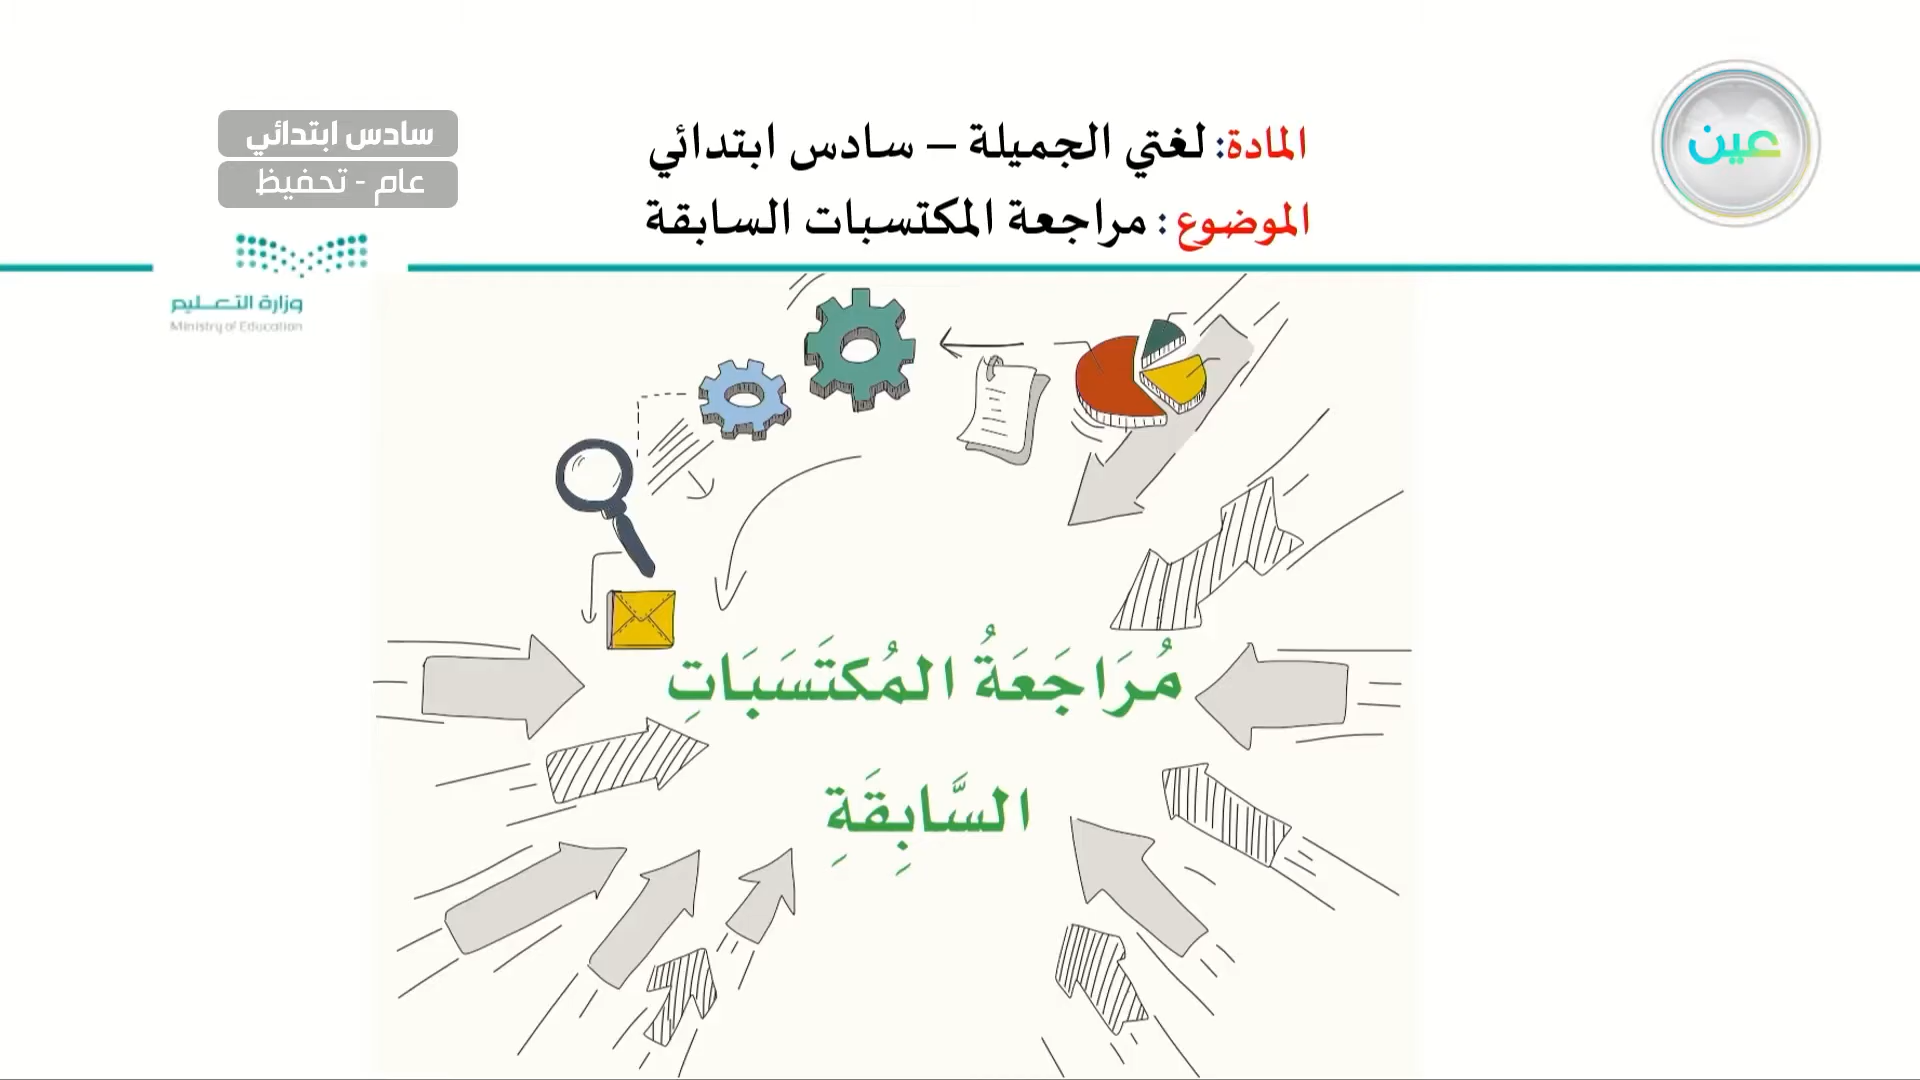 المادة: لغتي الجميلة – سادس ابتدائي
الموضوع : مراجعة المكتسبات السابقة
عين
سادس ابتدائي
عام - تحفيظ
وزارة التعليم
Ministry of Education
مُرَاجَعَةُ المُكتَسَبَاتِ
السَّابِقَةِ